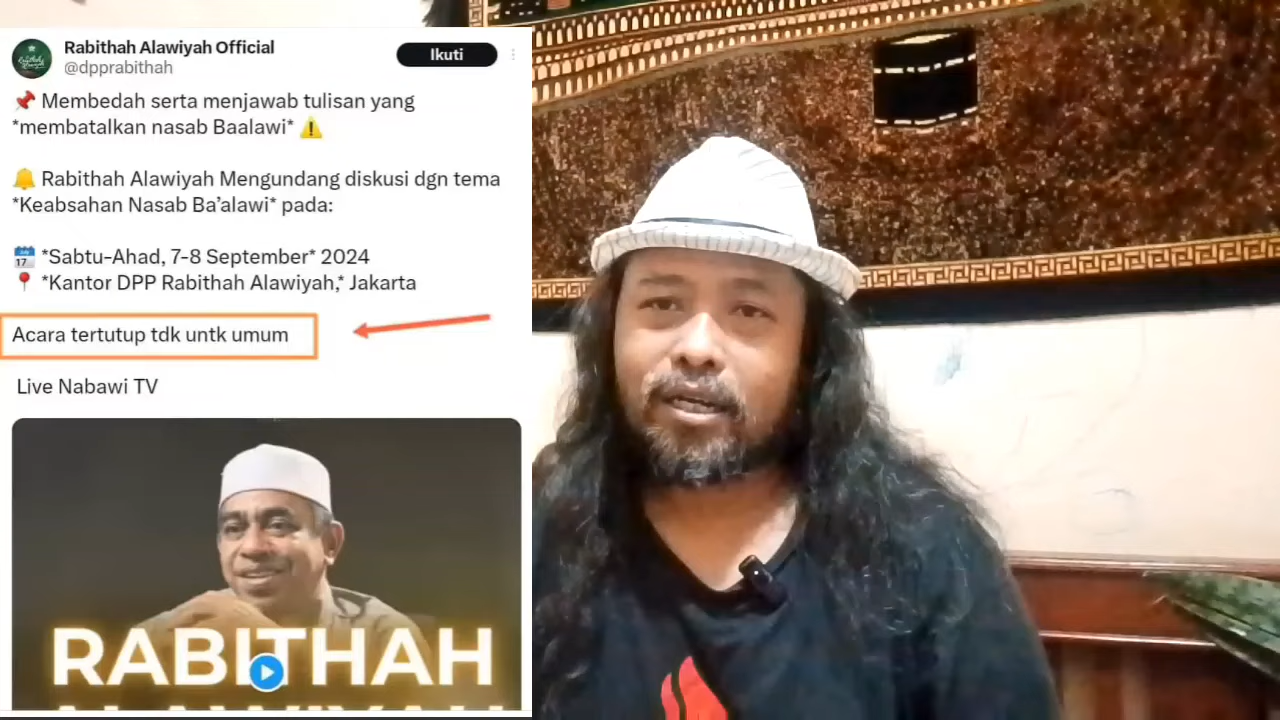 Rabithah Alawiyah Official
@dpprabithah
Ikuti
📌 Membedah serta menjawab tulisan yang
*membatalkan nasab Baalawi* ⚠️
🔔 Rabithah Alawiyah Mengundang diskusi dgn tema
*Keabsahan Nasab Ba’alawi* pada:
📅 *Sabtu-Ahad, 7-8 September* 2024
📍 *Kantor DPP Rabithah Alawiyah,* Jakarta
Acara tertutup tdk untk umum
Live Nabawi TV
RABITHAH
ALAWIYAH